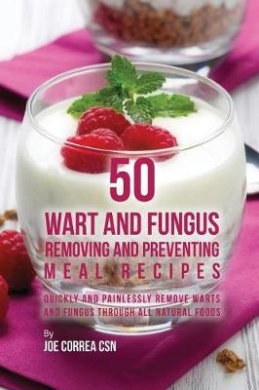 50
WART AND FUNGUS
REMOVING AND PREVENTING
MEAL RECIPES
QUICKLY AND PAINLESSLY REMOVE WARTS
AND FUNGUS THROUGH ALL NATURAL FOODS
By
JOE CORREA CSN